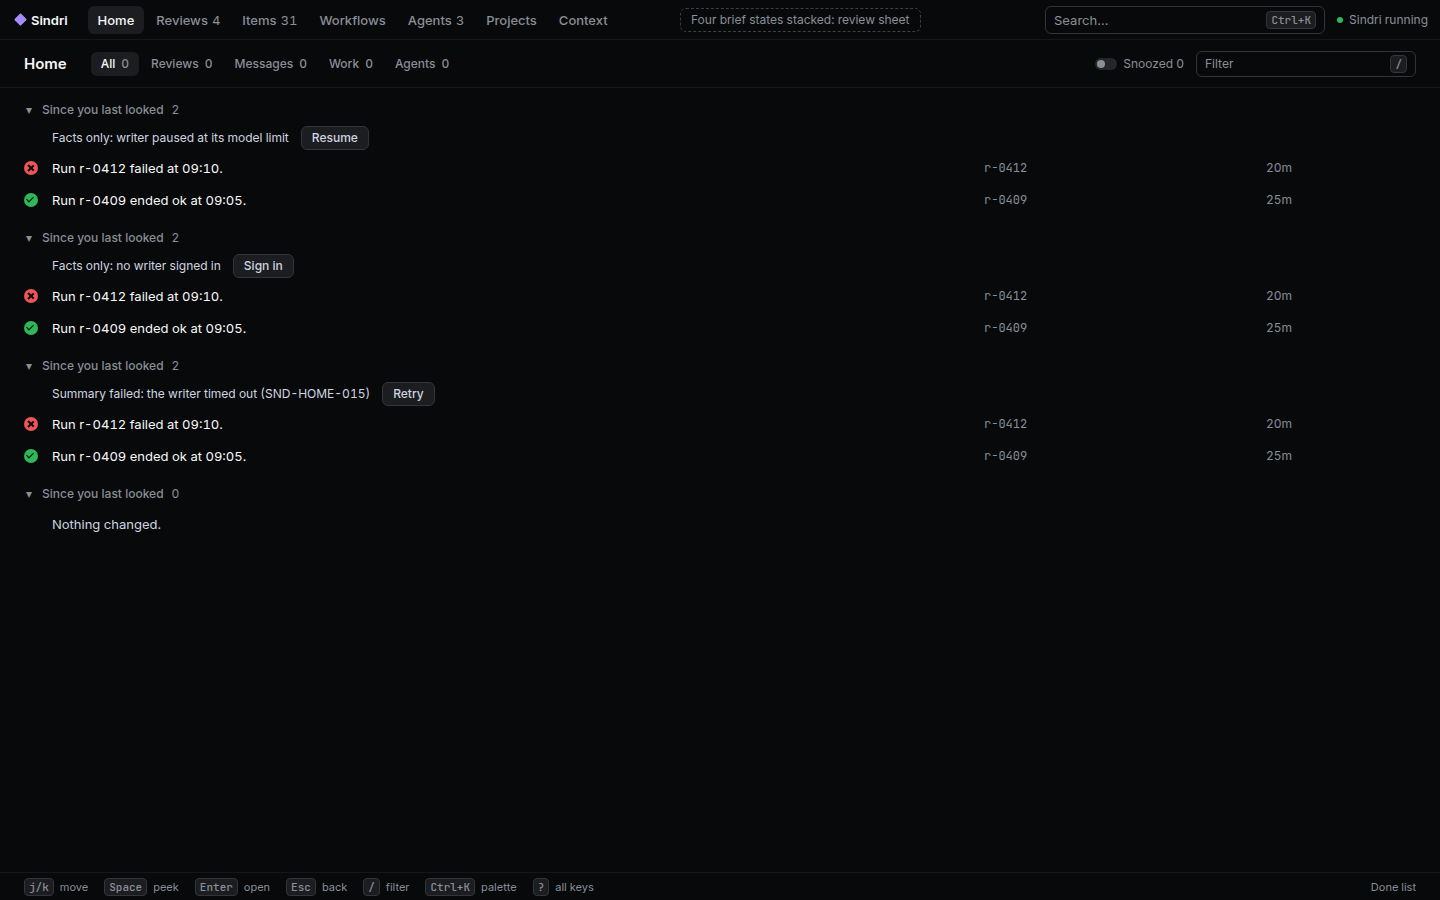 Sindri Home Reviews 4 Items 31 Workflows Agents 3 Projects Context Four brief states stacked: review sheet Search... Ctrl+K Sindri running
Home All 0 Reviews 0 Messages 0 Work 0 Agents 0 Snoozed 0 Filter /
Since you last looked 2
Facts only: writer paused at its model limit Resume
Run r-0412 failed at 09:10. r-0412 20m
Run r-0409 ended ok at 09:05. r-0409 25m
Since you last looked 2
Facts only: no writer signed in Sign in
Run r-0412 failed at 09:10. r-0412 20m
Run r-0409 ended ok at 09:05. r-0409 25m
Since you last looked 2
Summary failed: the writer timed out (SND-HOME-015) Retry
Run r-0412 failed at 09:10. r-0412 20m
Run r-0409 ended ok at 09:05. r-0409 25m
Since you last looked 0
Nothing changed.
j/k move Space peek Enter open Esc back / filter Ctrl+K palette ? all keys Done list